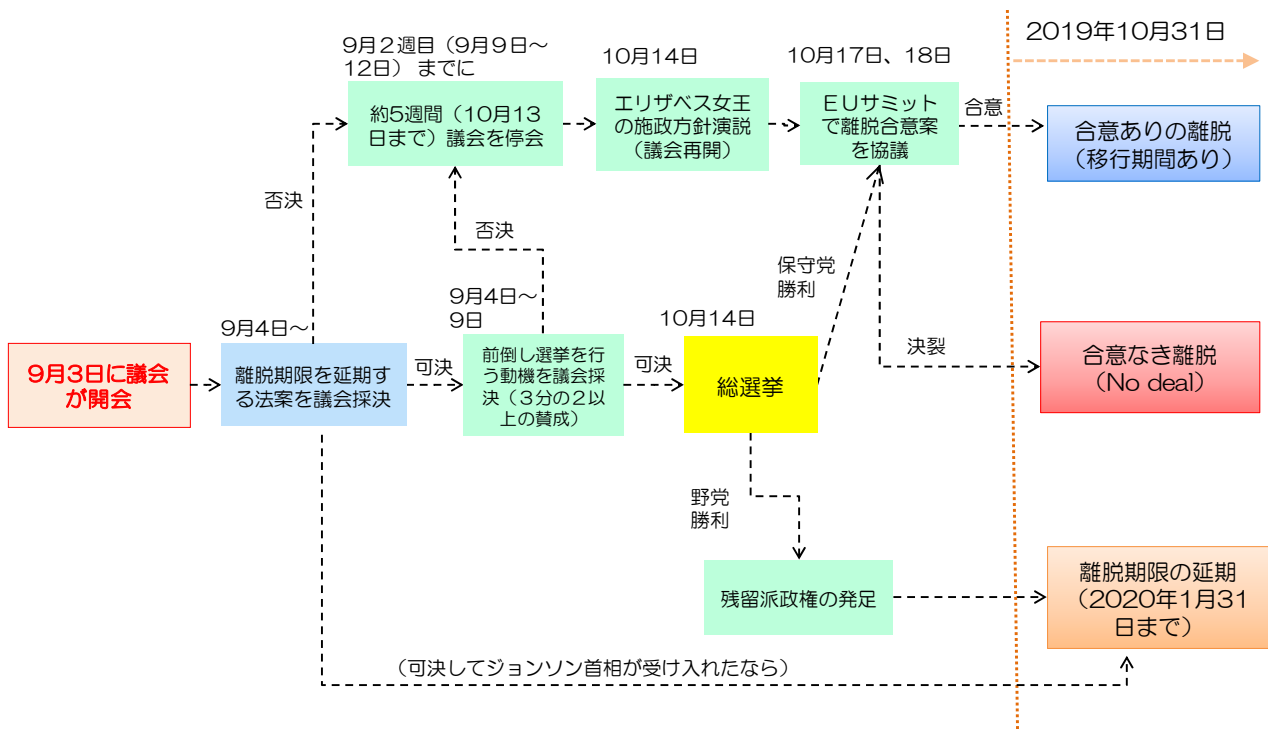 2019年10月31日
9月２週目（9月９日～
12日） までに
10月14日
10月17日、18日
約5週間（10月13
日まで）議会を停会
エリザベス女王
の施政方針演説
（議会再開）
ＥＵサミット
で離脱合意案
を協議
合意
合意ありの離脱
（移行期間あり）
否決
否決
保守党
勝利
9月4日～
9日
9月4日～
10月14日
9月３日に議会
が開会
離脱期限を延期す
る法案を議会採決
可決
前倒し選挙を行
う動機を議会採
決（３分の２以
上の賛成）
可決
総選挙
決裂
合意なき離脱
（No deal）
野党
勝利
残留派政権の発足
離脱期限の延期
（2020年１月31
日まで）
（可決してジョンソン首相が受け入れたなら）